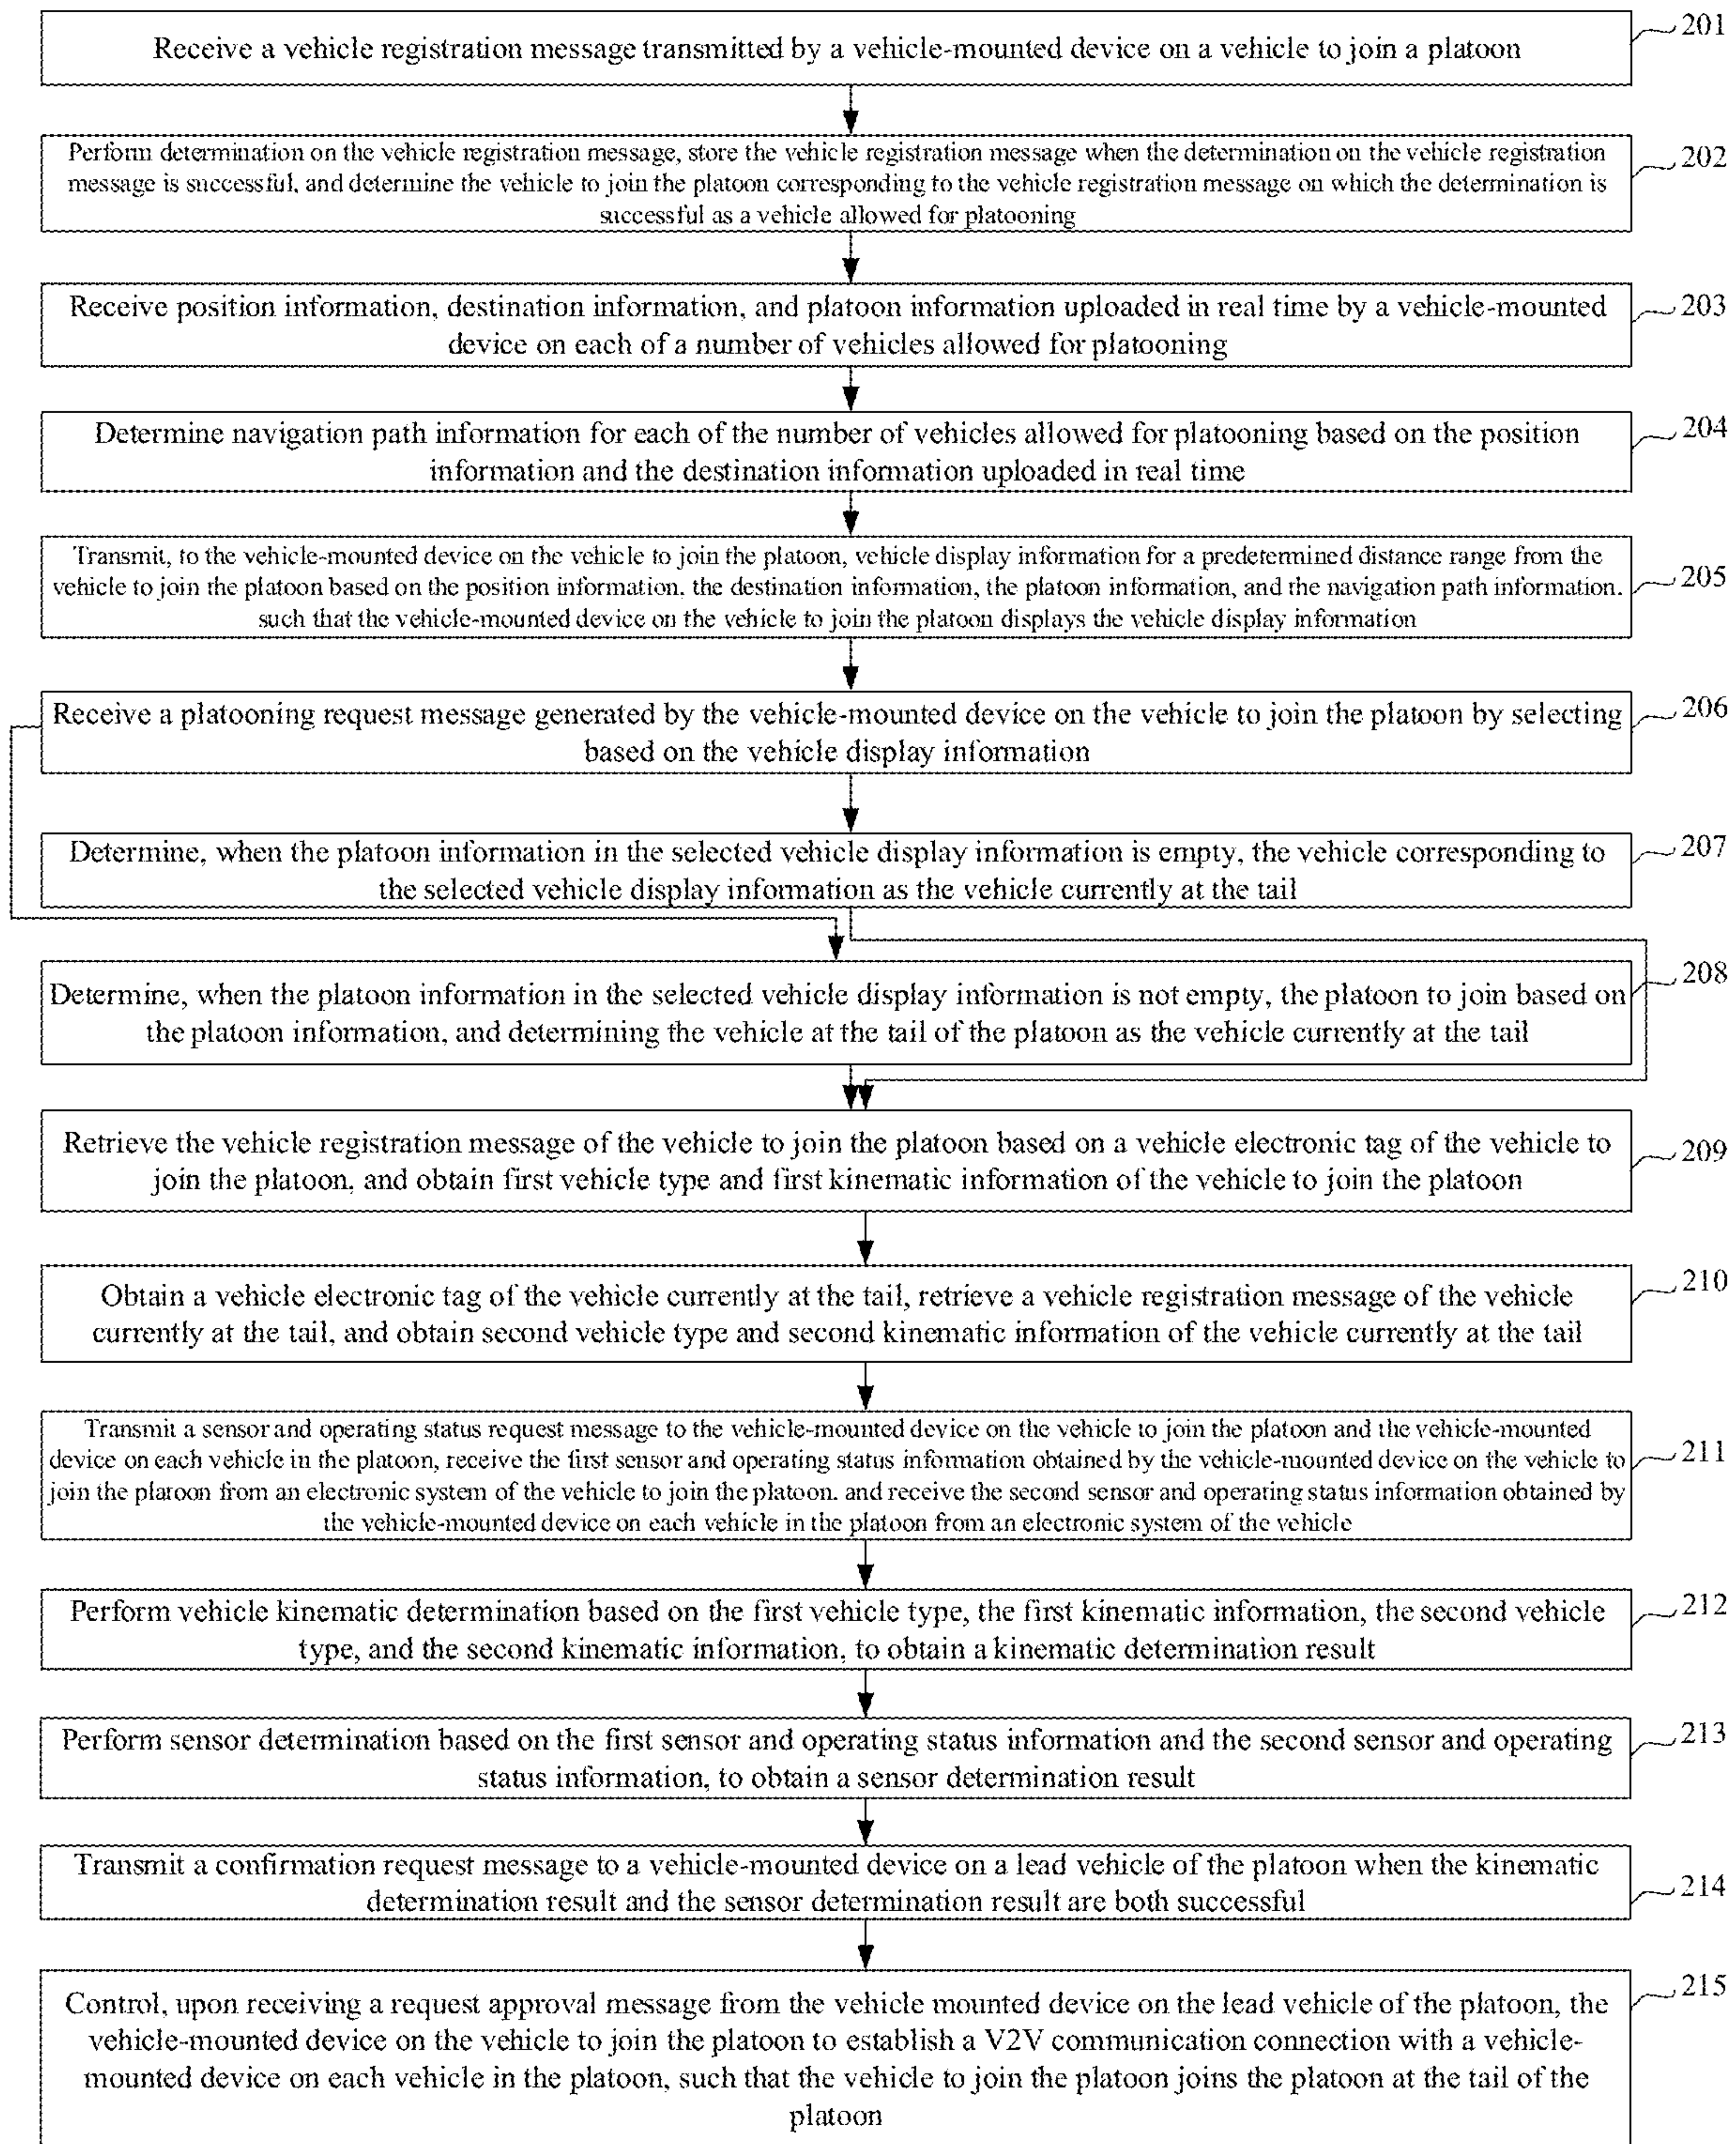 Receive a vehicle registration message transmitted by a vehicle-mounted device on a vehicle to join a platoon
201
Perform determination on the vehicle registration message, store the vehicle registration message when the determination on the vehicle registration
message is successful, and determine the vehicle to join the platoon corresponding to the vehicle registration message on which the determination is
successful as a vehicle allowed for platooning
202
Receive position information, destination information, and platoon information uploaded in real time by a vehicle-mounted
device on each of a number of vehicles allowed for platooning
203
Determine navigation path information for each of the number of vehicles allowed for platooning based on the position
information and the destination information uploaded in real time
204
Transmit, to the vehicle-mounted device on the vehicle to join the platoon, vehicle display information for a predetermined distance range from the
vehicle to join the platoon based on the position information, the destination information, the platoon information, and the navigation path information.
such that the vehicle-mounted device on the vehicle to join the platoon displays the vehicle display information
205
Receive a platooning request message generated by the vehicle-mounted device on the vehicle to join the platoon by selecting
based on the vehicle display information
206
Determine, when the platoon information in the selected vehicle display information is empty, the vehicle corresponding to
the selected vehicle display information as the vehicle currently at the tail
207
Determine, when the platoon information in the selected vehicle display information is not empty, the platoon to join based on
the platoon information, and determining the vehicle at the tail of the platoon as the vehicle currently at the tail
208
Retrieve the vehicle registration message of the vehicle to join the platoon based on a vehicle electronic tag of the vehicle to
join the platoon, and obtain first vehicle type and first kinematic information of the vehicle to join the platoon
209
Obtain a vehicle electronic tag of the vehicle currently at the tail, retrieve a vehicle registration message of the vehicle
currently at the tail, and obtain second vehicle type and second kinematic information of the vehicle currently at the tail
210
Transmit a sensor and operating status request message to the vehicle-mounted device on the vehicle to join the platoon and the vehicle-mounted
device on each vehicle in the platoon, receive the first sensor and operating status information obtained by the vehicle-mounted device on the vehicle to
join the platoon from an electronic system of the vehicle to join the platoon. and receive the second sensor and operating status information obtained by
the vehicle-mounted device on each vehicle in the platoon from an electronic system of the vehicle
211
Perform vehicle kinematic determination based on the first vehicle type, the first kinematic information, the second vehicle
type, and the second kinematic information, to obtain a kinematic determination result
212
Perform sensor determination based on the first sensor and operating status information and the second sensor and operating
status information, to obtain a sensor determination result
213
Transmit a confirmation request message to a vehicle-mounted device on a lead vehicle of the platoon when the kinematic
determination result and the sensor determination result are both successful
214
Control, upon receiving a request approval message from the vehicle mounted device on the lead vehicle of the platoon, the
vehicle-mounted device on the vehicle to join the platoon to establish a V2V communication connection with a vehicle-
mounted device on each vehicle in the platoon, such that the vehicle to join the platoon joins the platoon at the tail of the
platoon
215